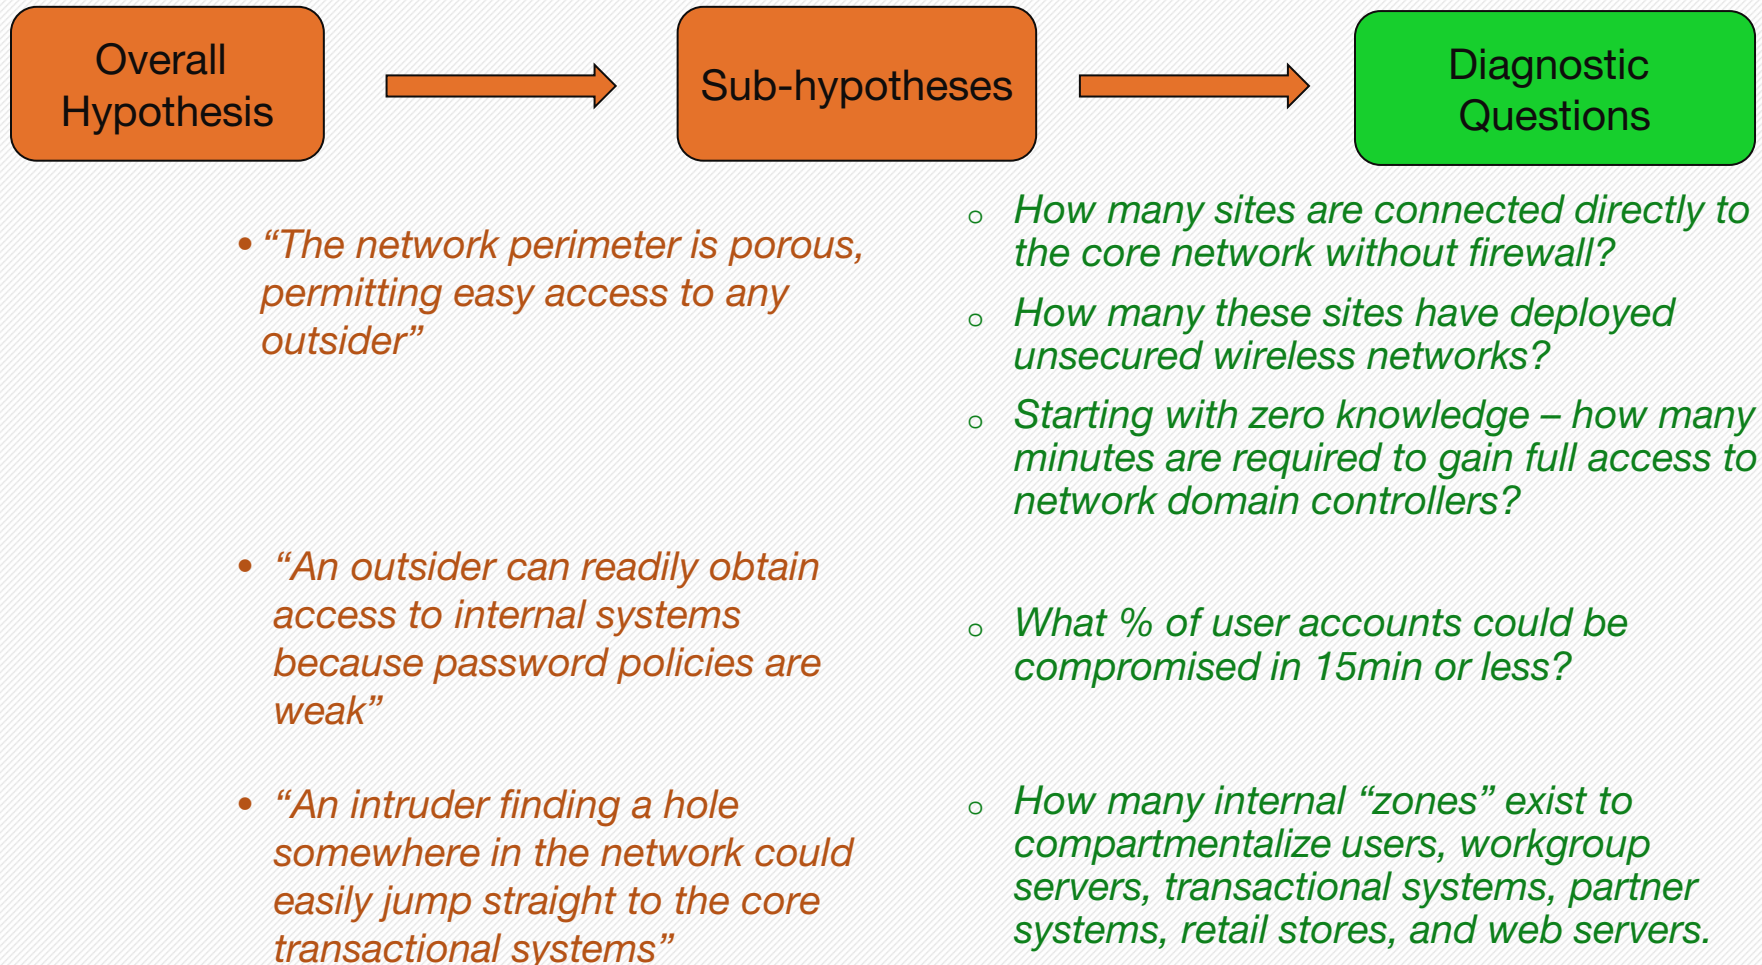 Overall
Hypothesis
Sub-hypotheses
Diagnostic
Questions
• “The network perimeter is porous,
permitting easy access to any
outsider”
o How many sites are connected directly to
the core network without firewall?
o How many these sites have deployed
unsecured wireless networks?
o Starting with zero knowledge – how many
minutes are required to gain full access to
network domain controllers?
• “An outsider can readily obtain
access to internal systems
because password policies are
weak”
o What % of user accounts could be
compromised in 15min or less?
• “An intruder finding a hole
somewhere in the network could
easily jump straight to the core
transactional systems”
o How many internal “zones” exist to
compartmentalize users, workgroup
servers, transactional systems, partner
systems, retail stores, and web servers.